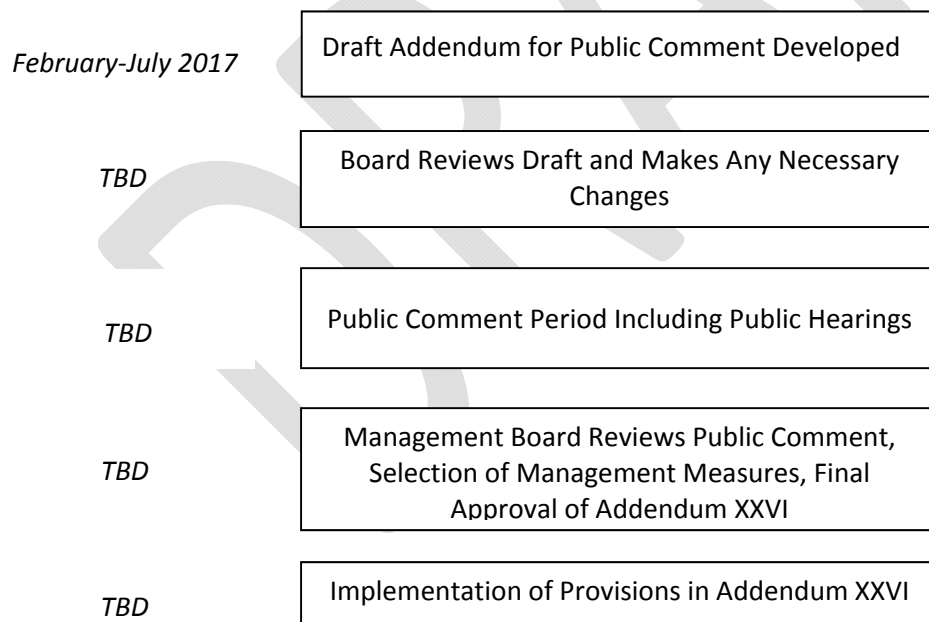 February-July 2017
Draft Addendum for Public Comment Developed
TBD
Board Reviews Draft and Makes Any Necessary
Changes
TBD
Public Comment Period Including Public Hearings
TBD
Management Board Reviews Public Comment,
Selection of Management Measures, Final
Approval of Addendum XXVI
TBD
Implementation of Provisions in Addendum XXVI